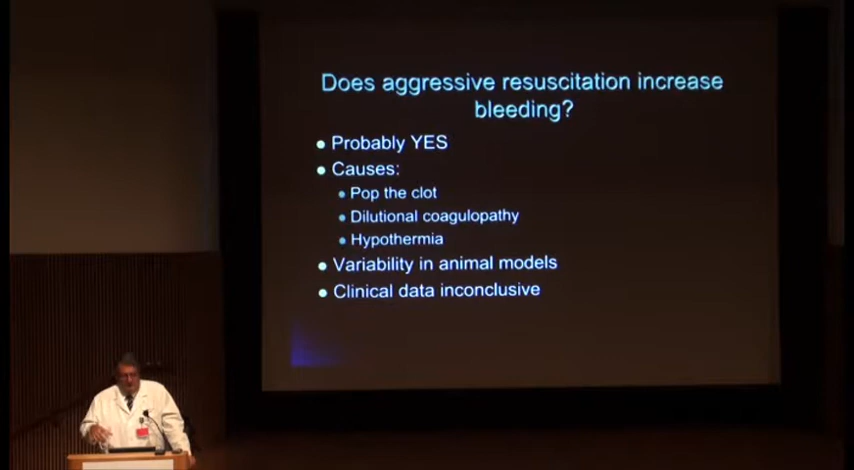 Does aggressive resuscitation increase
bleeding?
Probably YES
Causes:
Pop the clot
Dilutional coagulopathy
Hypothermia
Variability in animal models
Clinical data inconclusive